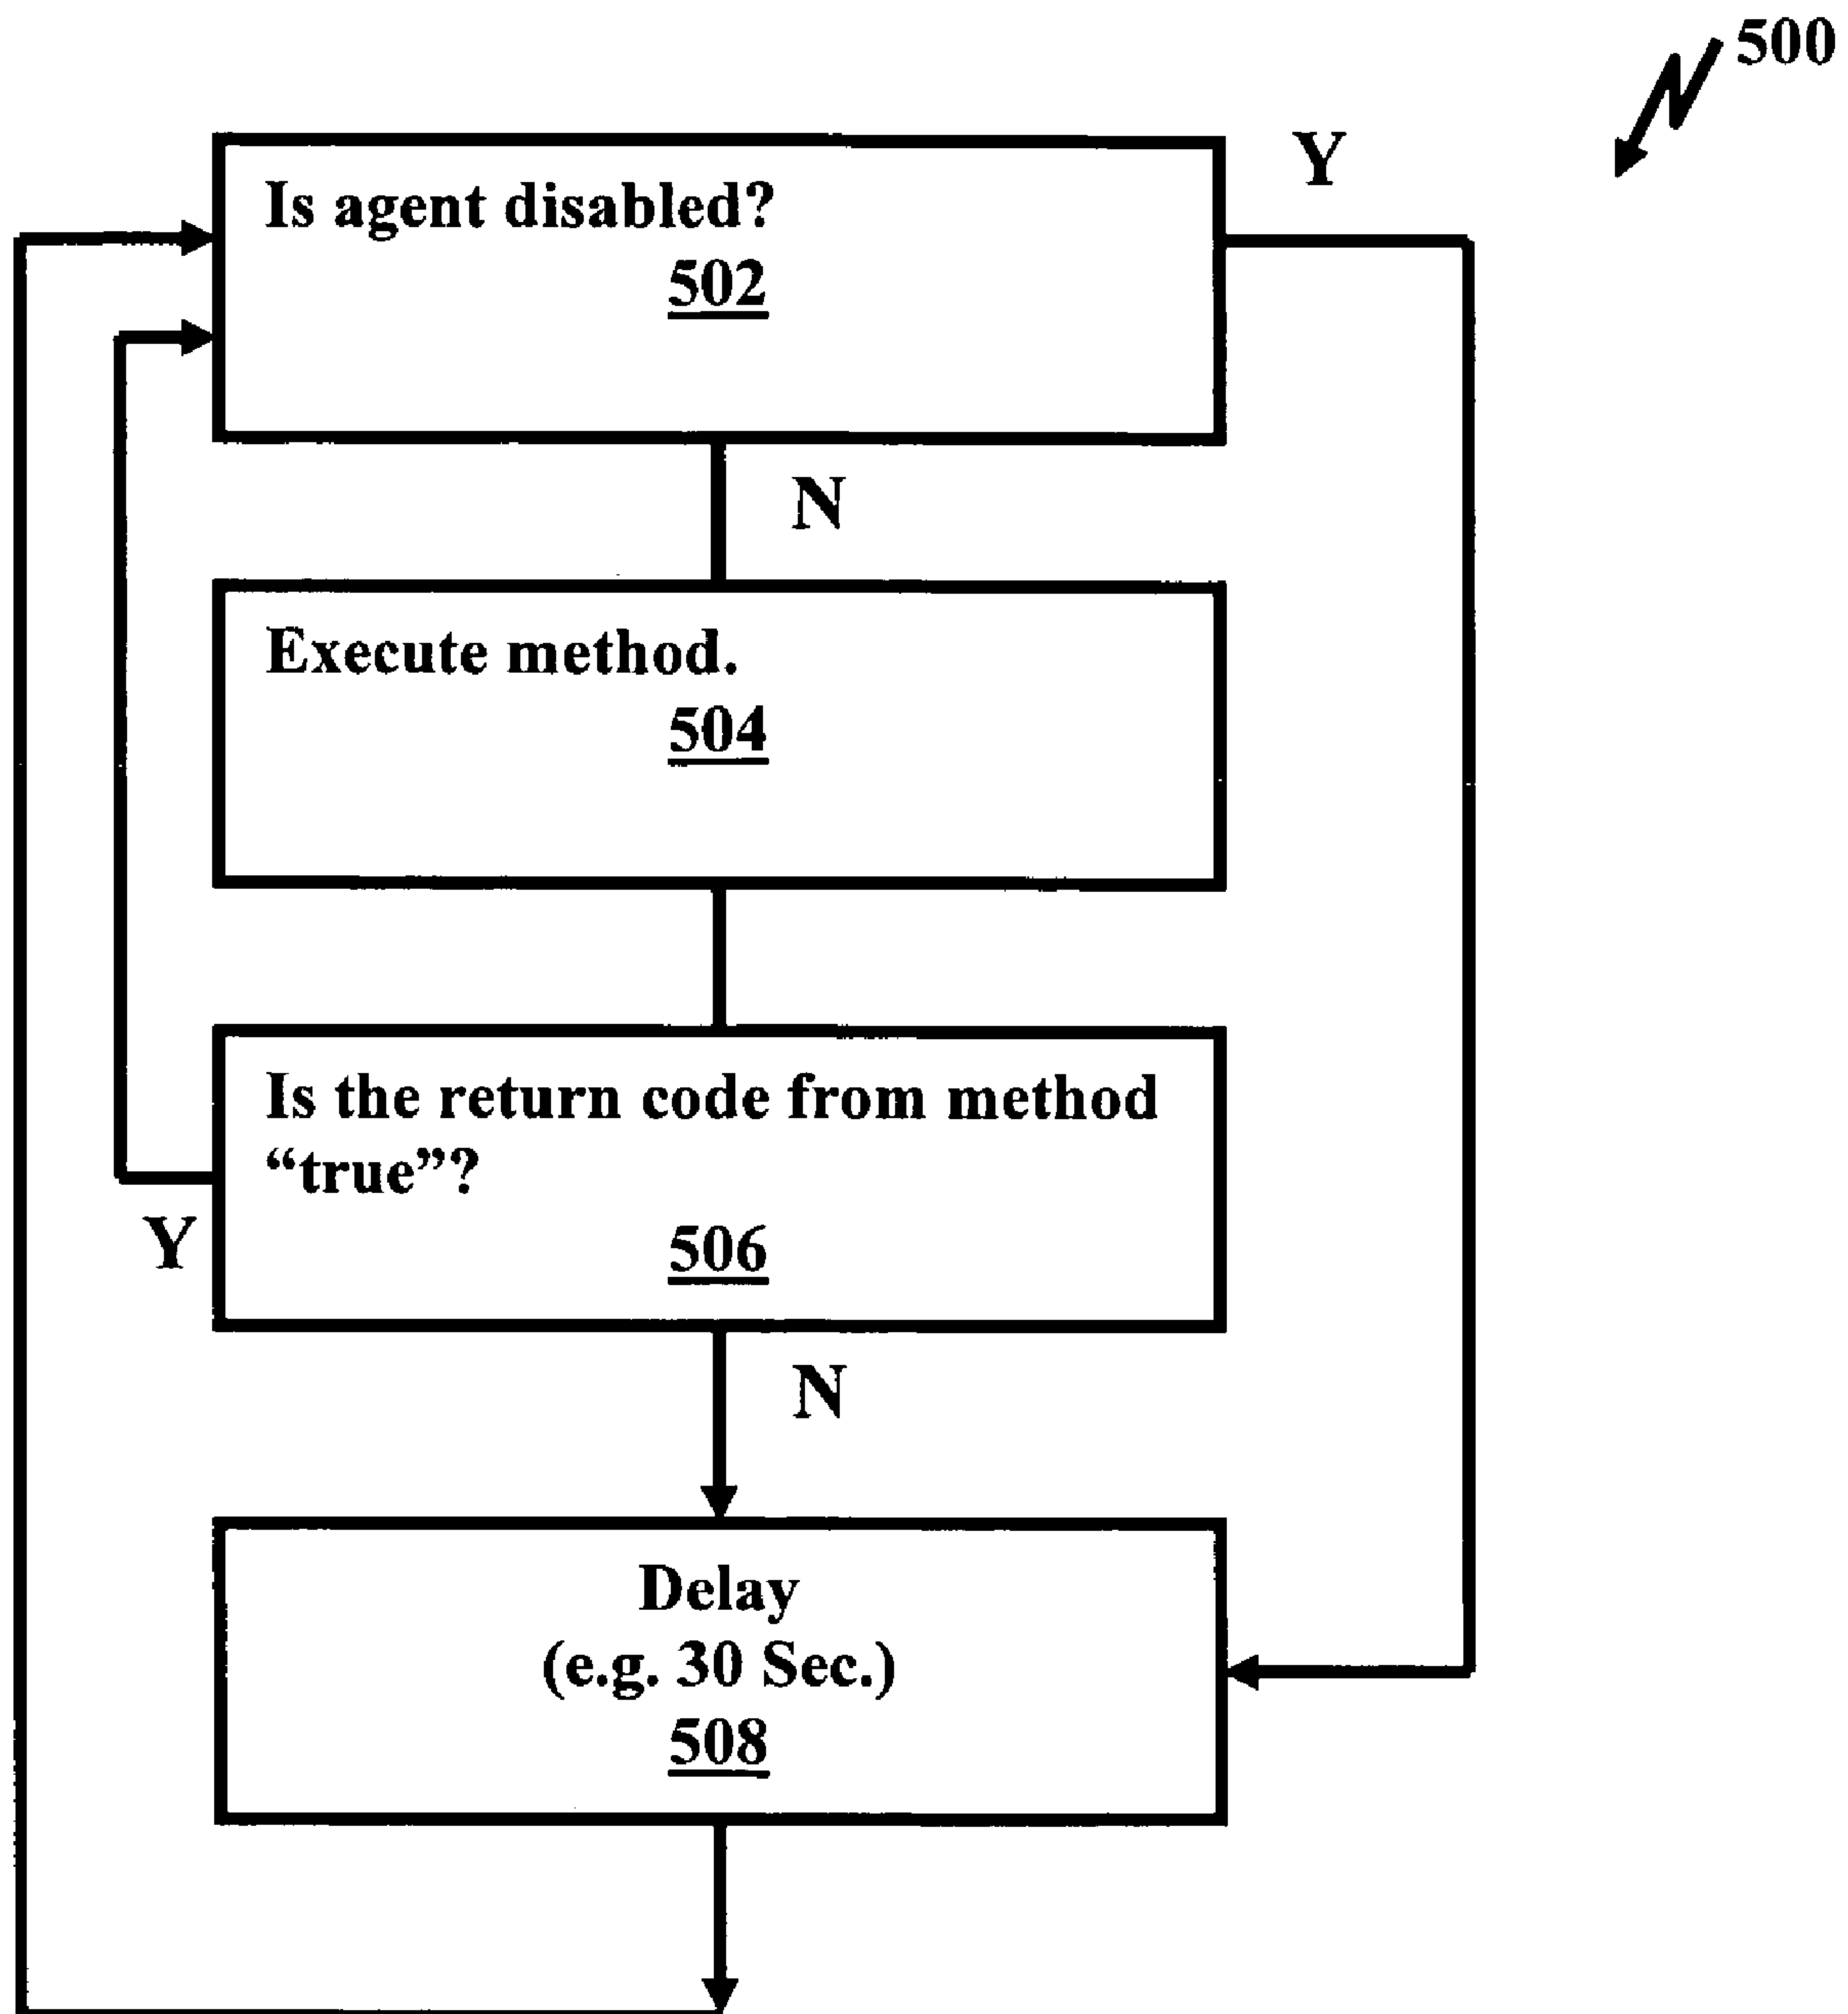 500
Y
Is agent disabled?
502
N
Execute method.
504
Is the return code from method
“true”?
506
Y
N
Delay
(e.g. 30 Sec.)
508